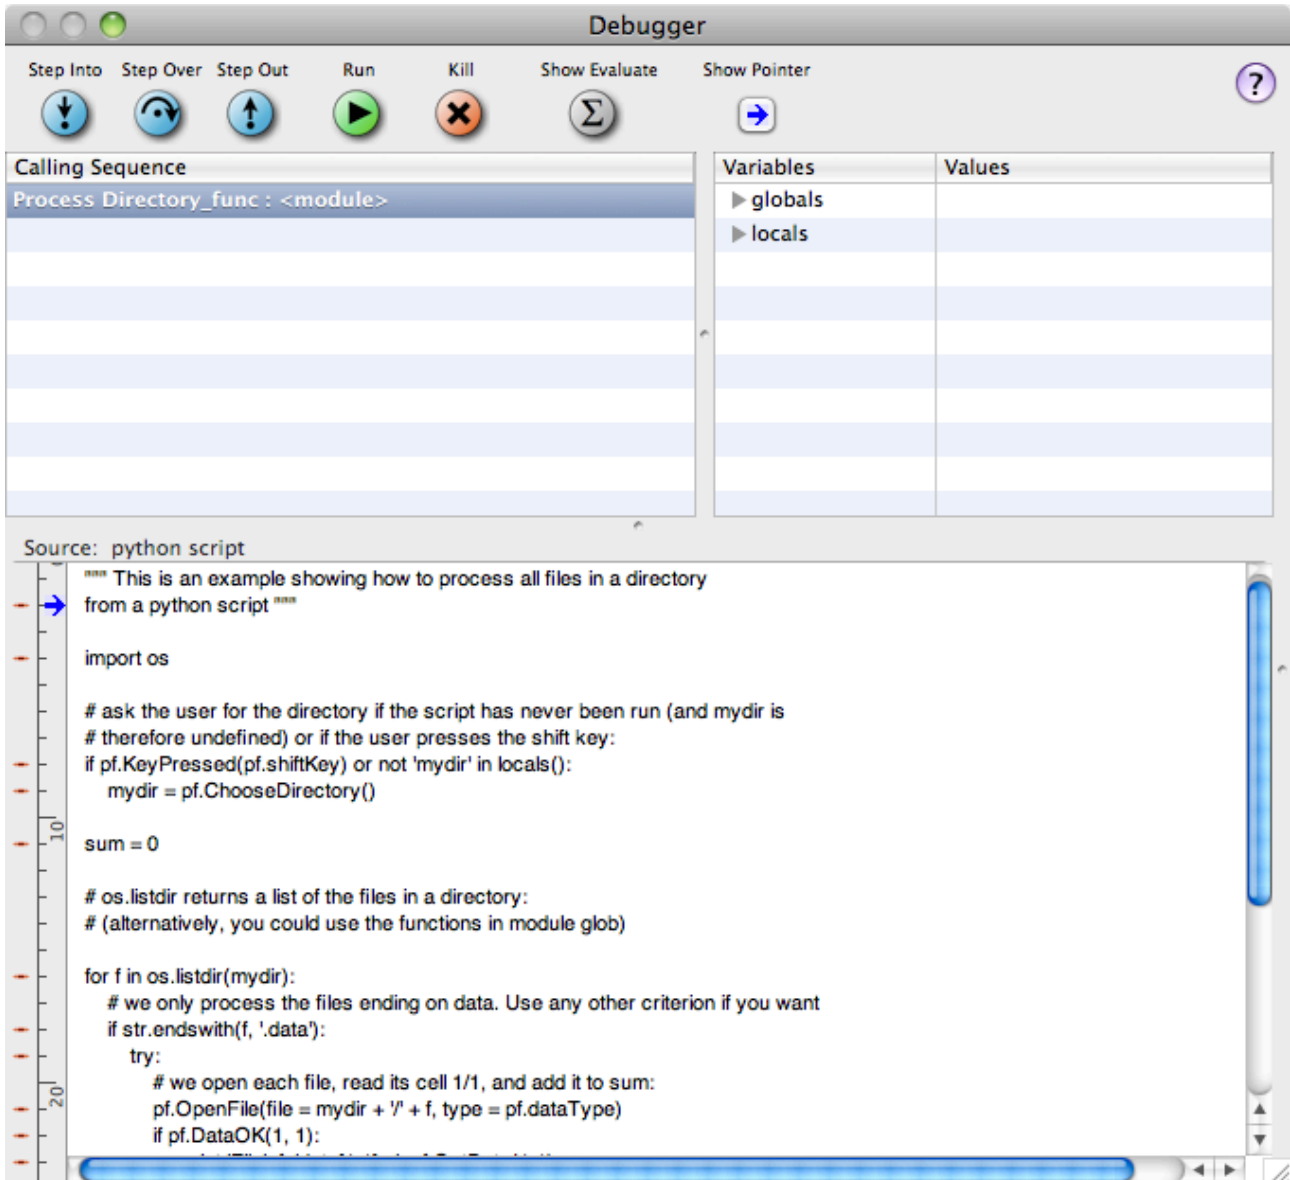 Debugger
Step Into Step Over Step Out Run Kill Show Evaluate Show Pointer
Σ ?
Calling Sequence
Process Directory_func : <module>
Variables Values
globals
locals
Source: python script
""" This is an example showing how to process all files in a directory
from a python script """
import os
# ask the user for the directory if the script has never been run (and mydir is
# therefore undefined) or if the user presses the shift key:
if pf.KeyPressed(pf.shiftKey) or not 'mydir' in locals():
mydir = pf.ChooseDirectory()
10
sum = 0
# os.listdir returns a list of the files in a directory:
# (alternatively, you could use the functions in module glob)
for f in os.listdir(mydir):
# we only process the files ending on data. Use any other criterion if you want
if str.endswith(f, '.data'):
try:
# we open each file, read its cell 1/1, and add it to sum:
20
pf.OpenFile(file = mydir + '/' + f, type = pf.dataType)
if pf.DataOK(1, 1):